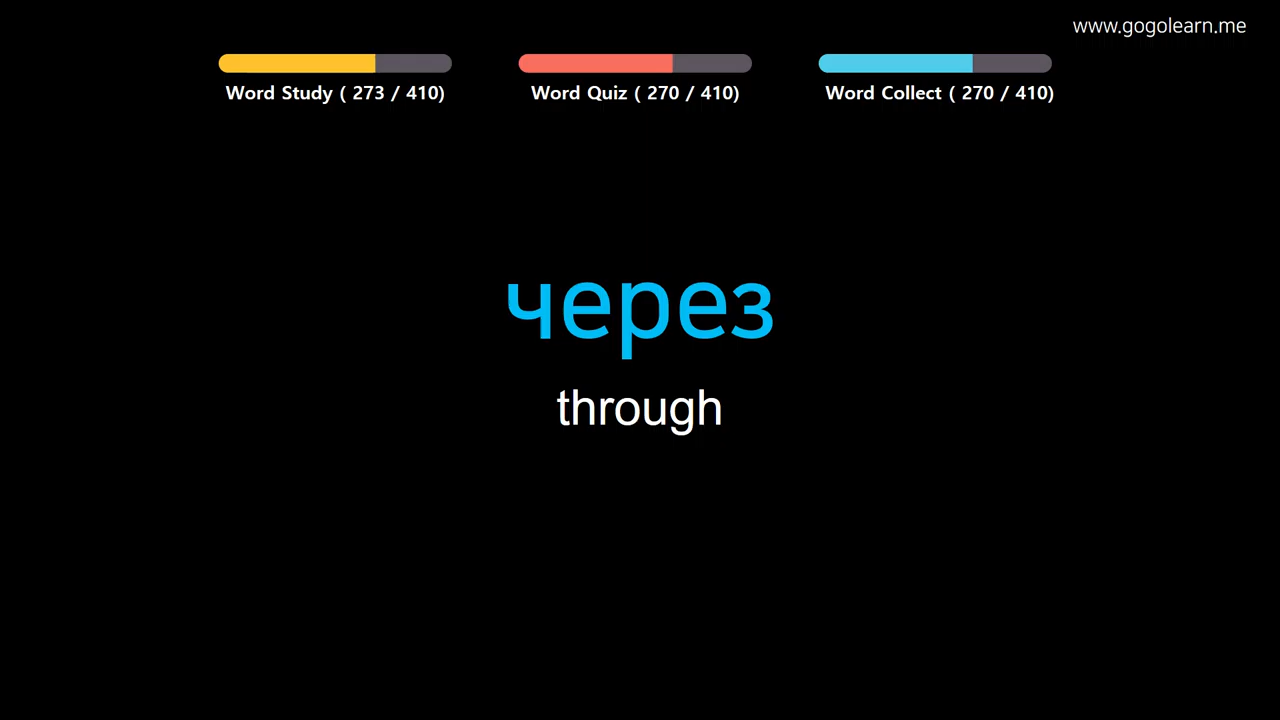 www.gogolearn.me
Word Study ( 273 / 410)
Word Quiz ( 270 / 410)
Word Collect ( 270 / 410)
через
through